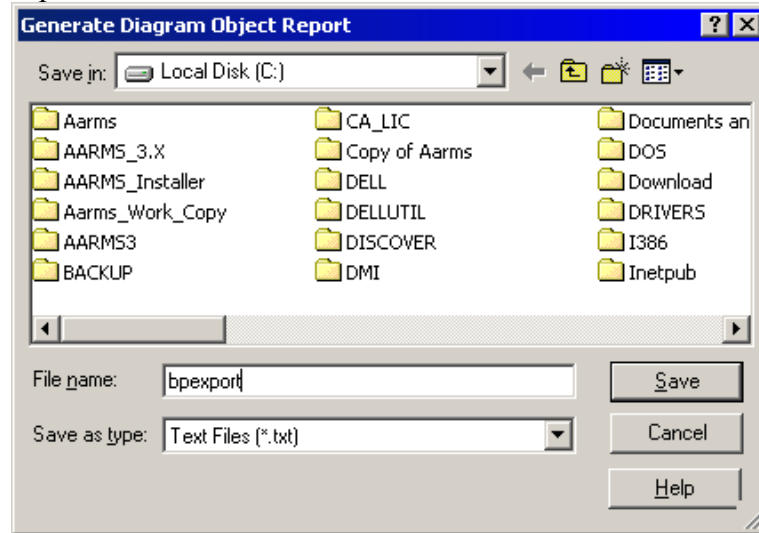 Generate Diagram Object Report
Save in: Local Disk (C:)
Aarms CA_LIC Documents an
AARMS_3.X Copy of Aarms DOS
AARMS_Installer DELL Download
Aarms_Work_Copy DELLUTIL DRIVERS
AARMS3 DISCOVER I386
BACKUP DMI Inetpub
File name: bpexport Save
Save as type: Text Files (*.txt) Cancel
Help